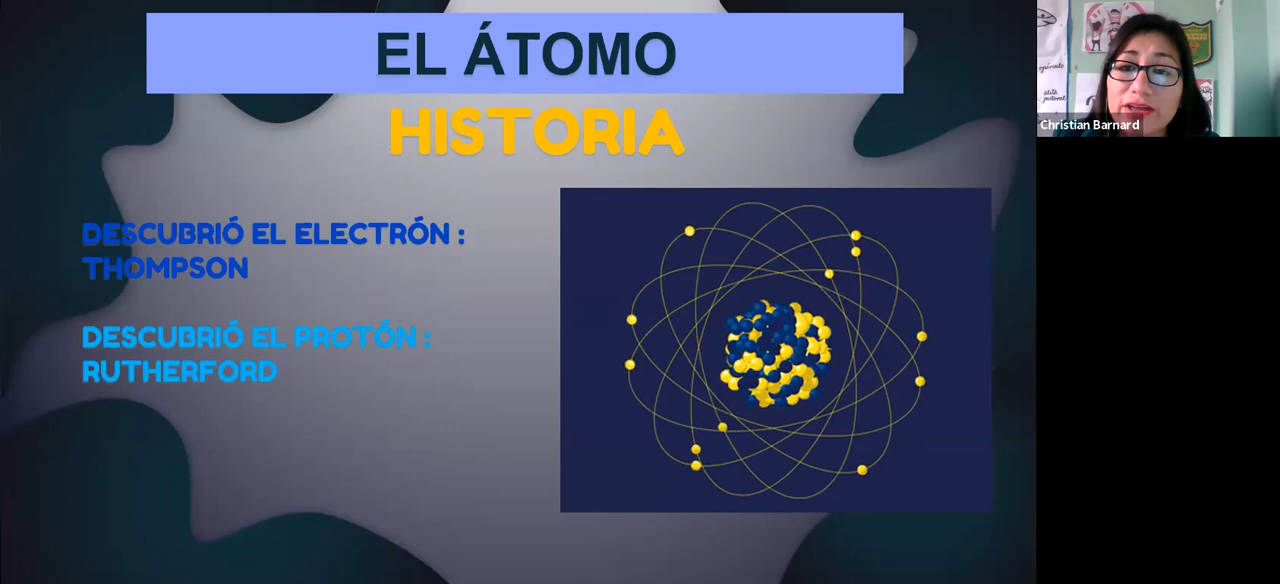 EL ÁTOMO
HISTORIA
DESCUBRIÓ EL ELECTRÓN :
THOMPSON
DESCUBRIÓ EL PROTÓN :
RUTHERFORD
Christian Barnard